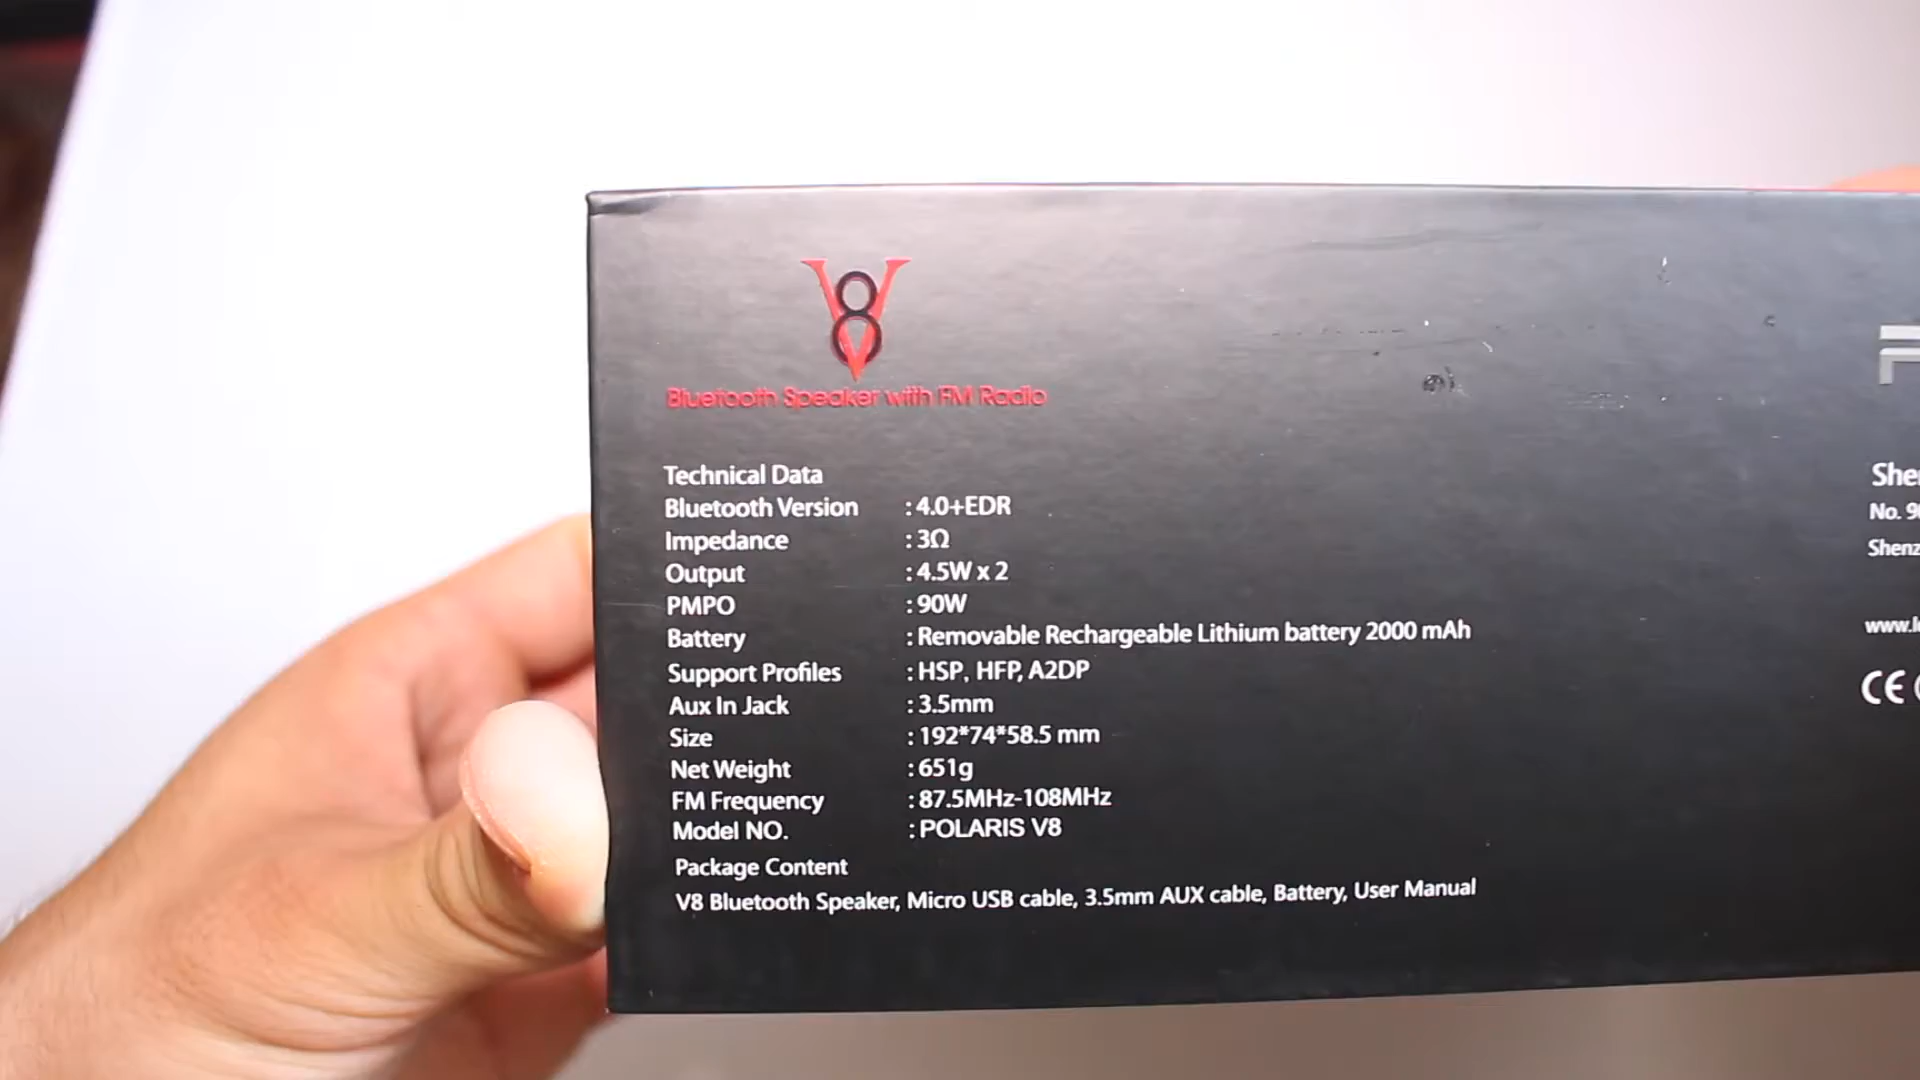 V8
Bluetooth Speaker with FM Radio
Technical Data
Bluetooth Version : 4.0+EDR
Impedance : 3Ω
Output : 4.5W x 2
PMPO : 90W
Battery : Removable Rechargeable Lithium battery 2000 mAh
Support Profiles : HSP, HFP, A2DP
Aux In Jack : 3.5mm
Size : 192*74*58.5 mm
Net Weight : 651g
FM Frequency : 87.5MHz-108MHz
Model NO. : POLARIS V8
Package Content
V8 Bluetooth Speaker, Micro USB cable, 3.5mm AUX cable, Battery, User Manual
No.
CE